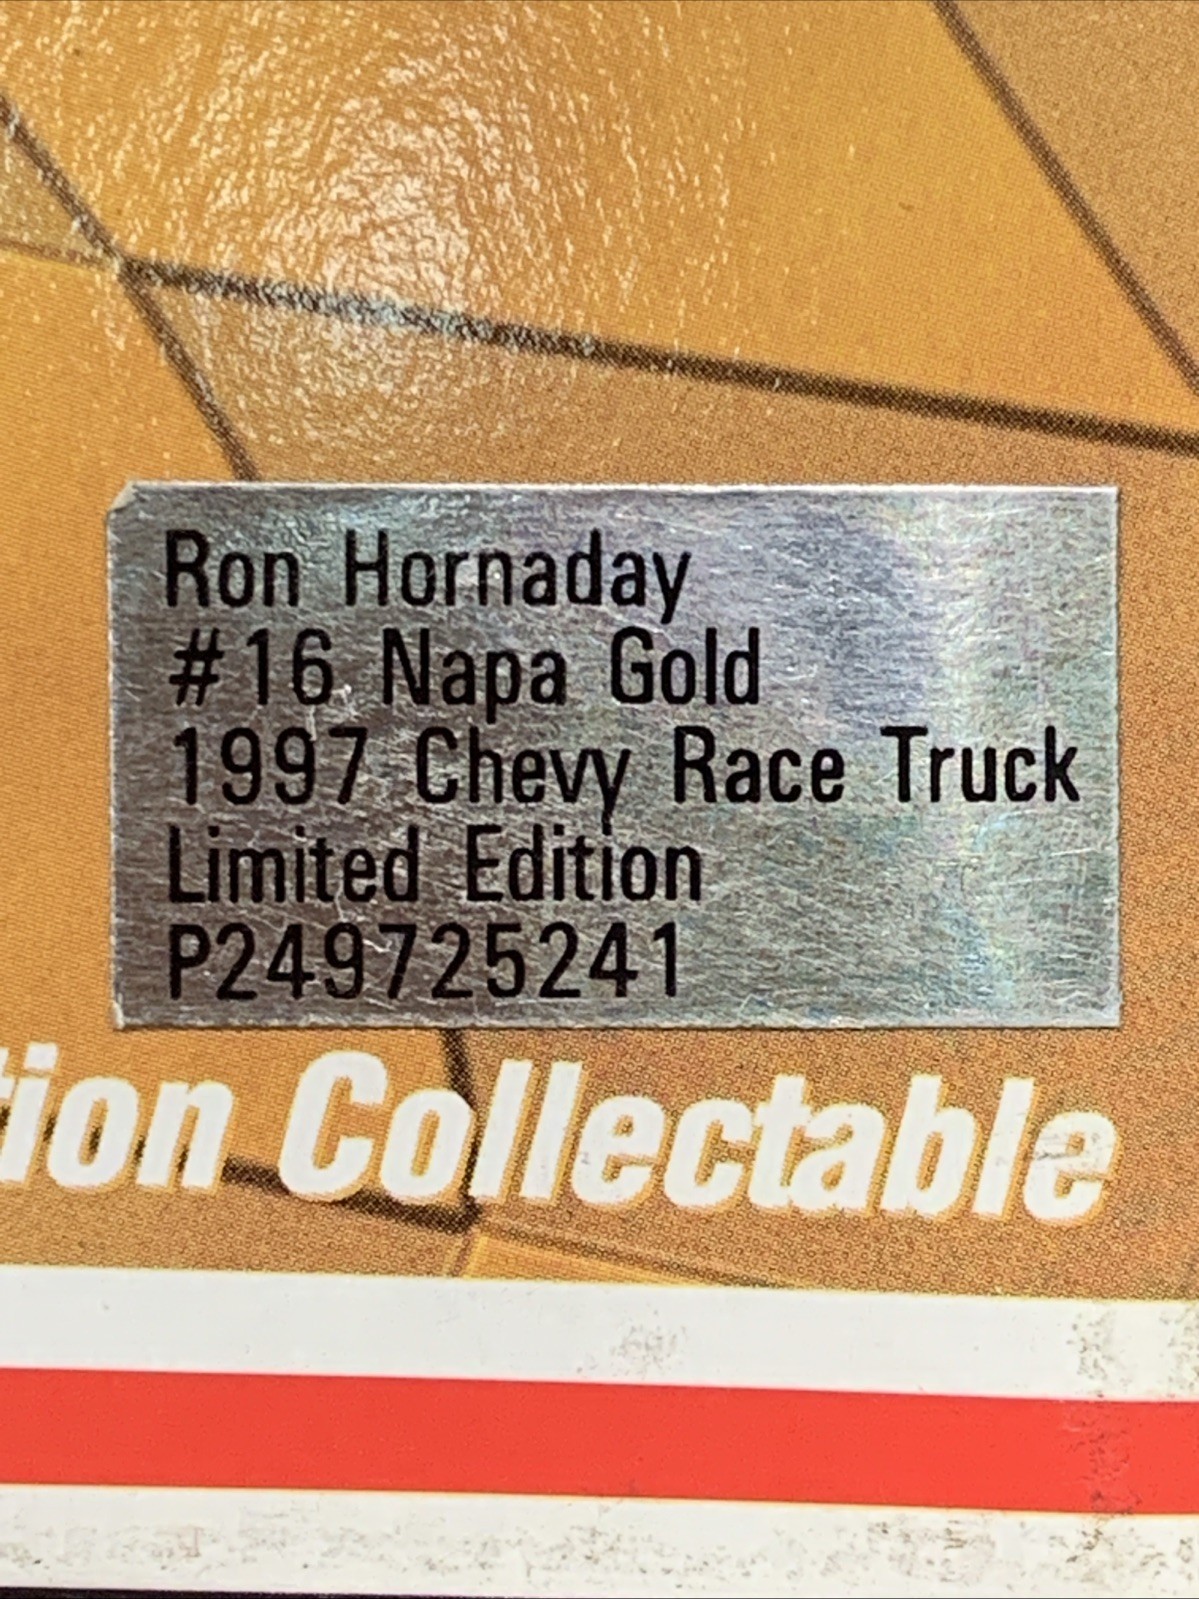 Ron Hornaday
#16 Napa Gold
1997 Chevy Race Truck
Limited Edition
P249725241
tion Collectable